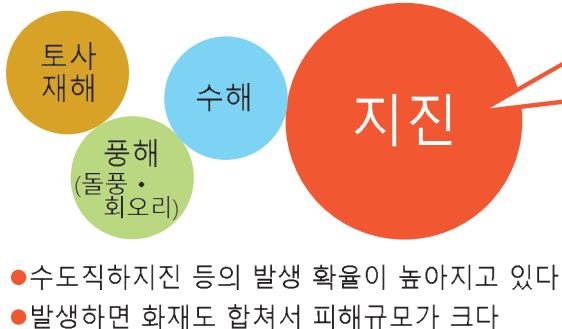 토사
재해
수해
지진
풍해
(돌풍・
회오리)
●수도직하지진 등의 발생 확율이 높아지고 있다
●발생하면 화재도 합쳐서 피해규모가 크다